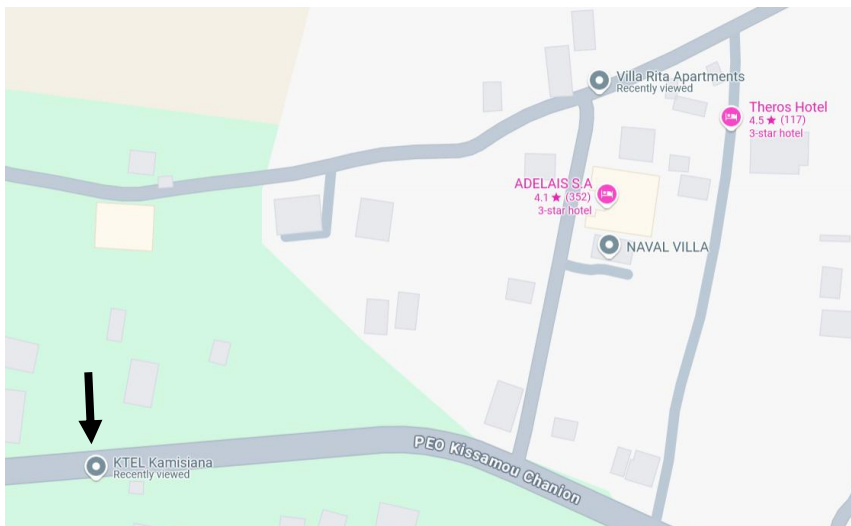 Villa Rita Apartments
Recently viewed
Theros Hotel
4.5 ★ (117)
3-star hotel
ADELAIS S.A
4.1 ★ (352)
3-star hotel
NAVAL VILLA
PEO Kissamou Chanion
KTEL Kamisiana
Recently viewed